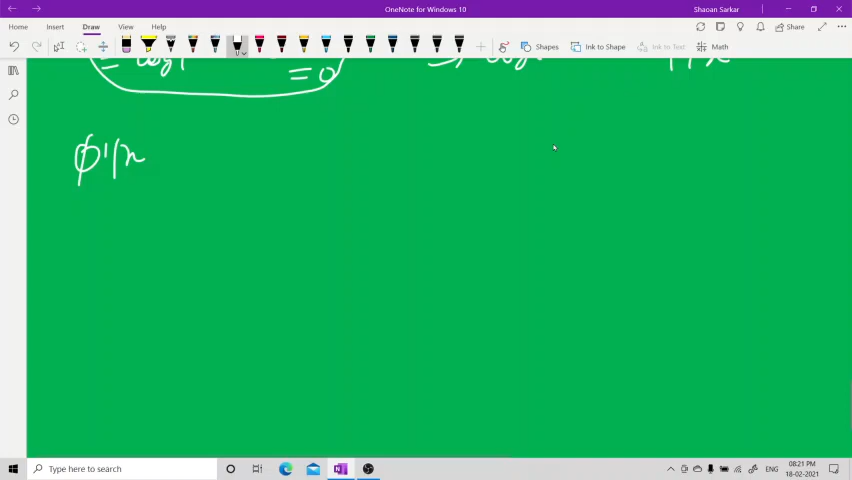 OneNote for Windows 10
Shaoan Sarkar
Home Insert Draw View Help
Share
Shapes Ink to Shape Ink to Text Math
= log1
= 0
ϕ'(x
Type here to search
ENG
08:21 PM
18-02-2021